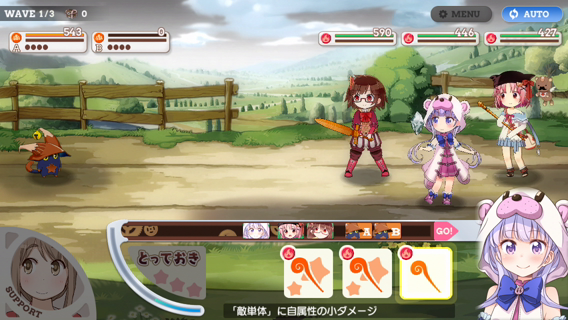 WAVE 1/3 0 MENU AUTO
543 0 590 446 427
A B
A B GO!
とっておき
SUPPORT
「敵単体」に自属性の小ダメージ